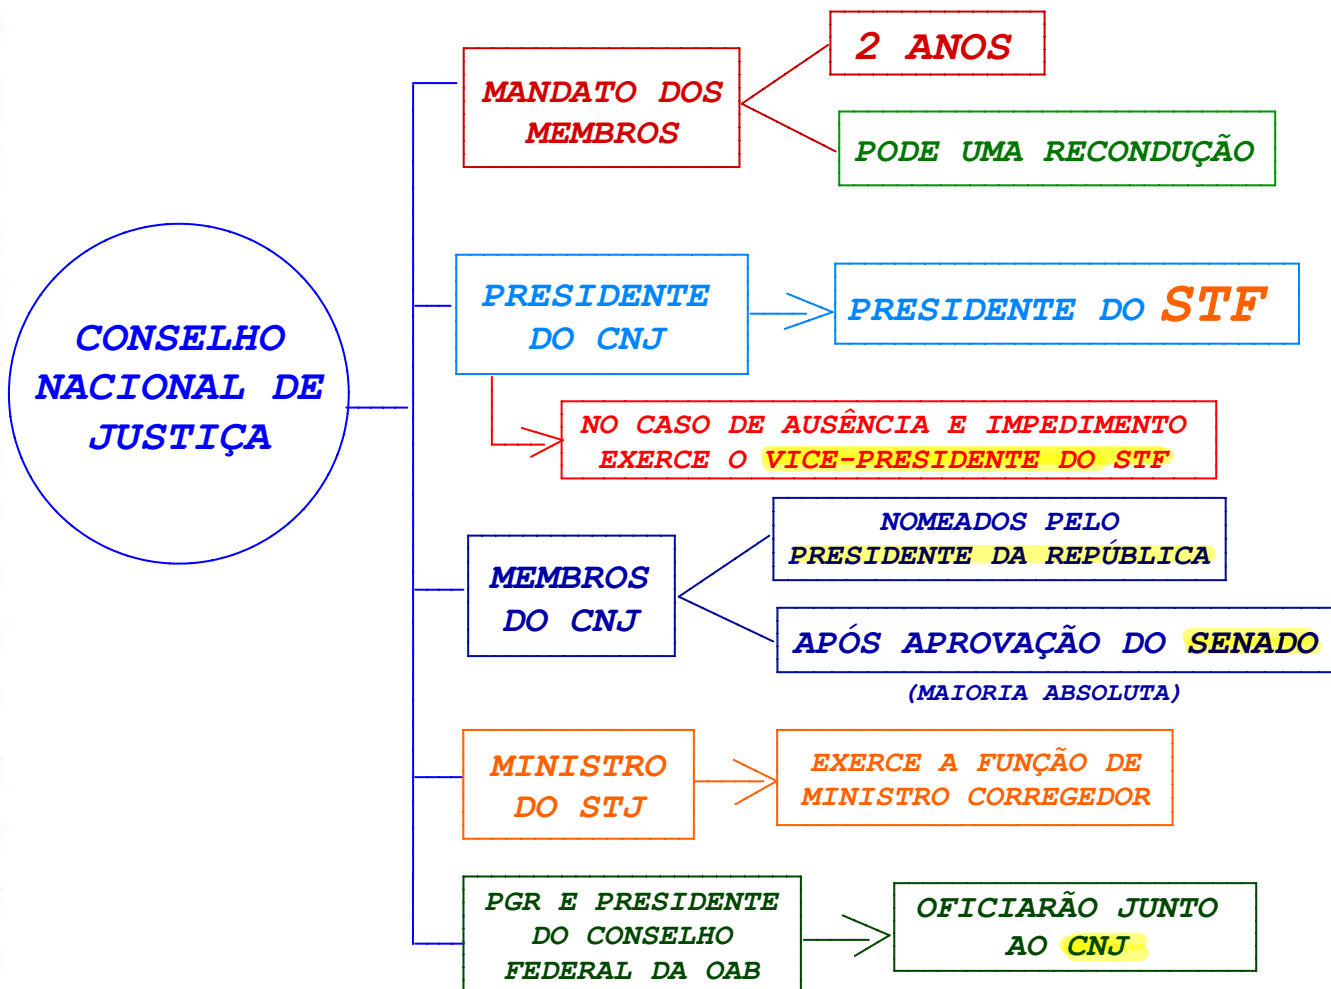 CONSELHO
NACIONAL DE
JUSTIÇA
MANDATO DOS
MEMBROS
2 ANOS
PODE UMA RECONDUÇÃO
PRESIDENTE
DO CNJ
PRESIDENTE DO STF
NO CASO DE AUSÊNCIA E IMPEDIMENTO
EXERCE O VICE-PRESIDENTE DO STF
MEMBROS
DO CNJ
NOMEADOS PELO
PRESIDENTE DA REPÚBLICA
APÓS APROVAÇÃO DO SENADO
(MAIORIA ABSOLUTA)
MINISTRO
DO STJ
EXERCE A FUNÇÃO DE
MINISTRO CORREGEDOR
PGR E PRESIDENTE
DO CONSELHO
FEDERAL DA OAB
OFICIARÃO JUNTO
AO CNJ